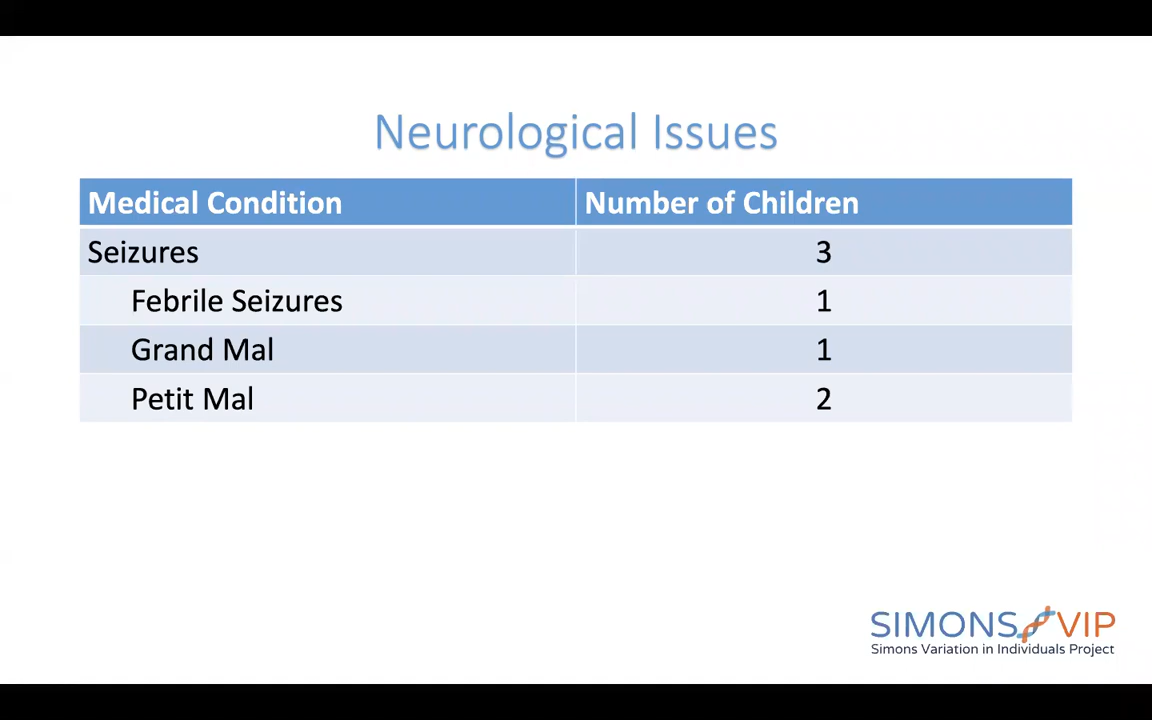 Neurological Issues
Medical Condition Number of Children
Seizures 3
Febrile Seizures 1
Grand Mal 1
Petit Mal 2
SIMONS VIP
Simons Variation in Individuals Project